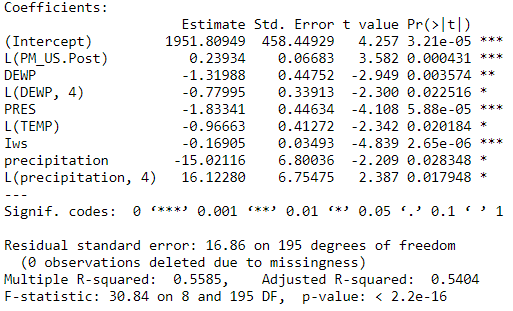 Coefficients:
Estimate Std. Error t value Pr(>|t|)
(Intercept) 1951.80949 458.44929 4.257 3.21e-05 ***
L(PM_US.Post) 0.23934 0.06683 3.582 0.000431 ***
DEWP -1.31988 0.44752 -2.949 0.003574 **
L(DEWP, 4) -0.77995 0.33913 -2.300 0.022516 *
PRES -1.83341 0.44634 -4.108 5.88e-05 ***
L(TEMP) -0.96663 0.41272 -2.342 0.020184 *
Iws -0.16905 0.03493 -4.839 2.65e-06 ***
precipitation -15.02116 6.80036 -2.209 0.028348 *
L(precipitation, 4) 16.12280 6.75475 2.387 0.017948 *
---
Signif. codes: 0 ‘***’ 0.001 ‘**’ 0.01 ‘*’ 0.05 ‘.’ 0.1 ‘ ’ 1
Residual standard error: 16.86 on 195 degrees of freedom
(0 observations deleted due to missingness)
Multiple R-squared: 0.5585, Adjusted R-squared: 0.5404
F-statistic: 30.84 on 8 and 195 DF, p-value: < 2.2e-16